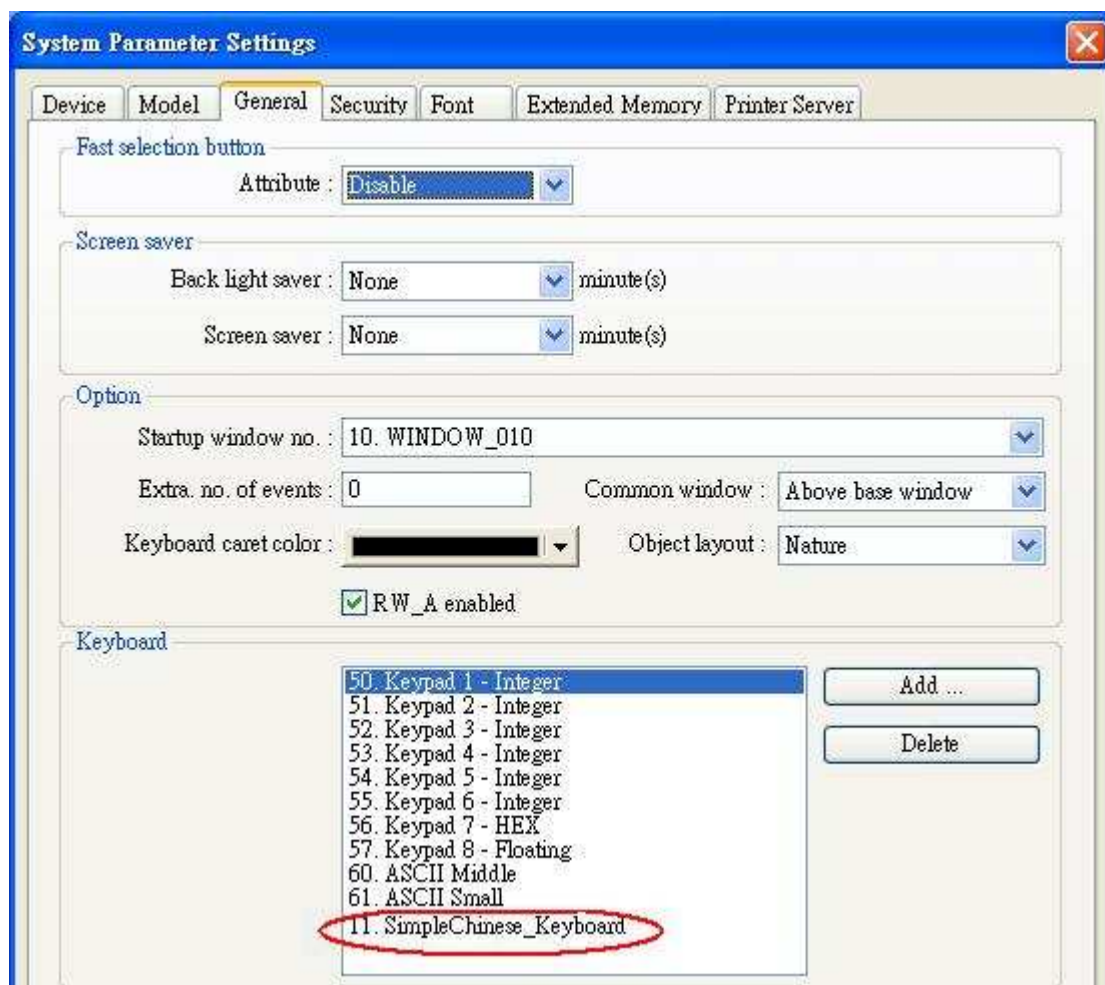 System Parameter Settings
Device Model General Security Font Extended Memory Printer Server
Fast selection button
Attribute : Disable
Screen saver
Back light saver : None minute(s)
Screen saver : None minute(s)
Option
Startup window no. : 10. WINDOW_010
Extra. no. of events : 0 Common window : Above base window
Keyboard caret color : Object layout : Nature
RW_A enabled
Keyboard
50. Keypad 1 - Integer Add ...
51. Keypad 2 - Integer
52. Keypad 3 - Integer
53. Keypad 4 - Integer Delete
54. Keypad 5 - Integer
55. Keypad 6 - Integer
56. Keypad 7 - HEX
57. Keypad 8 - Floating
60. ASCII Middle
61. ASCII Small
11. SimpleChinese_Keyboard